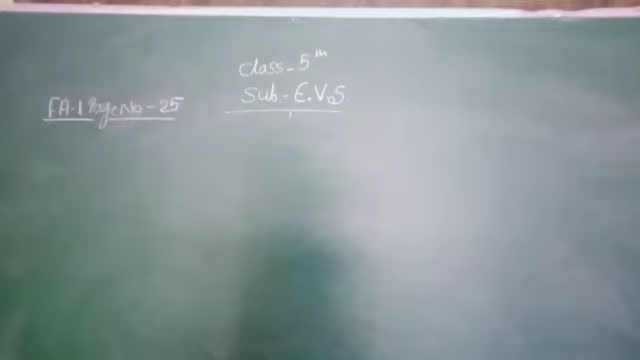 Class - 5th
Sub - E.V.S
FA-1 Page No - 25